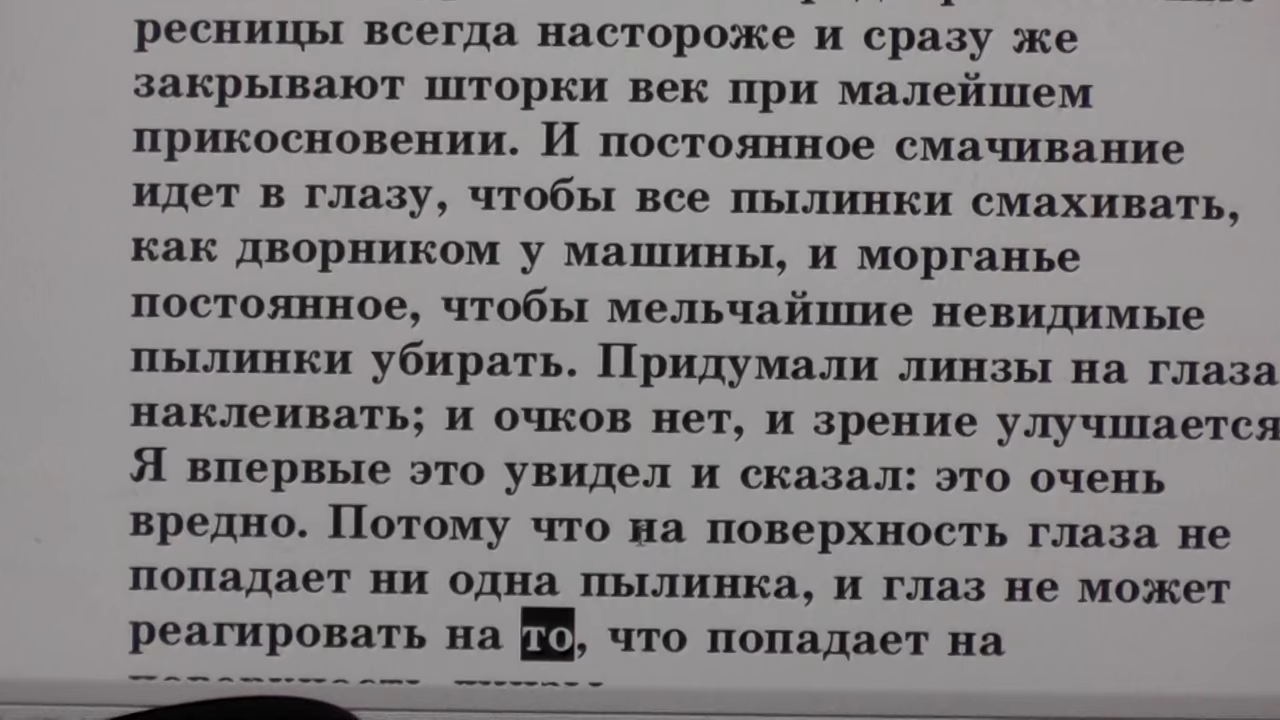 ресницы всегда настороже и сразу же
закрывают шторки век при малейшем
прикосновении. И постоянное смачивание
идет в глазу, чтобы все пылинки смахивать,
как дворником у машины, и морганье
постоянное, чтобы мельчайшие невидимые
пылинки убирать. Придумали линзы на глаза
наклеивать; и очков нет, и зрение улучшается
Я впервые это увидел и сказал: это очень
вредно. Потому что на поверхность глаза не
попадает ни одна пылинка, и глаз не может
реагировать на то, что попадает на